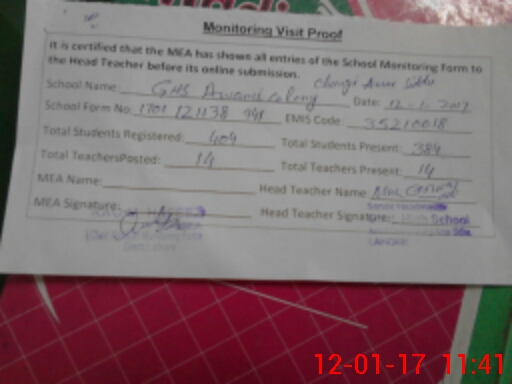 Monitoring Visit Proof
It is certified that the MEA has shown all entries of the School Monitoring Form to
the Head Teacher before its online submission.
School Name: GHS Awami Colony Date: 12-1-2017
School Form No: 1701 121138 EMIS Code: 35210018
Total Students Registered: 404 Total Students Present: 384
Total TeachersPosted: 14 Total Teachers Present: 14
MEA Name: Head Teacher Name:
MEA Signature: Head Teacher Signature: School
LAHORE
12-01-17 11:41